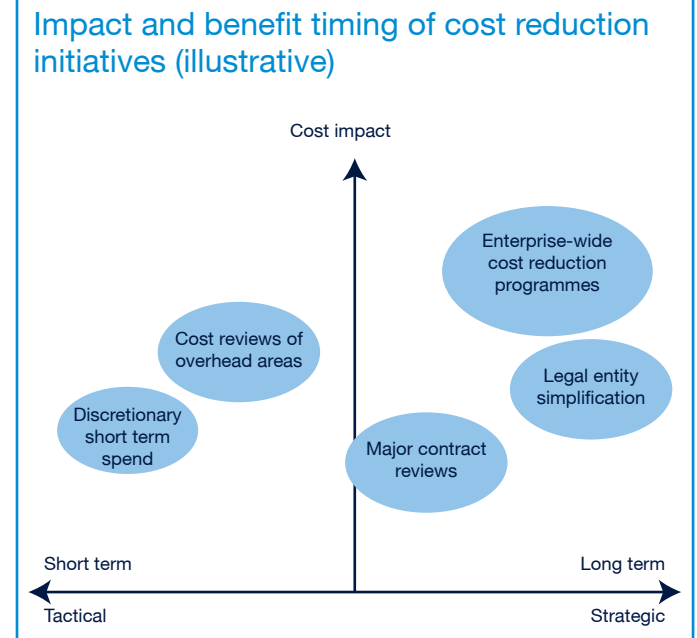 Impact and benefit timing of cost reduction
initiatives (illustrative)
Cost impact
Enterprise-wide
cost reduction
programmes
Cost reviews of
overhead areas
Legal entity
simplification
Discretionary
short term
spend
Major contract
reviews
Short term
Long term
Tactical
Strategic